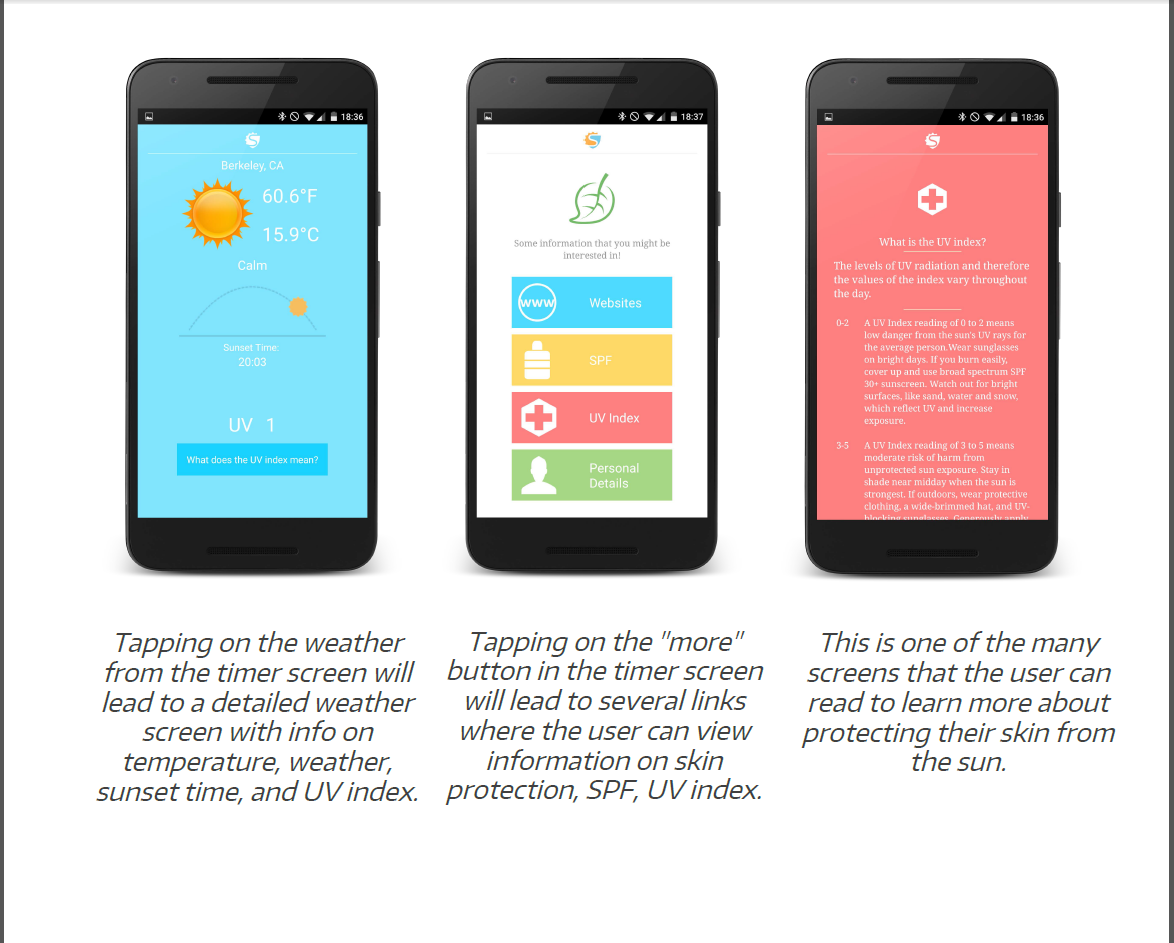 18:36
Berkeley, CA
60.6°F
15.9°C
Calm
Sunset Time:
20:03
UV 1
What does the UV index mean?
Tapping on the weather
from the timer screen will
lead to a detailed weather
screen with info on
temperature, weather,
sunset time, and UV index.
18:37
S
Some information that you might be
interested in!
www
Websites
SPF
UV Index
Personal
Details
Tapping on the "more"
button in the timer screen
will lead to several links
where the user can view
information on skin
protection, SPF, UV index.
18:36
S
What is the UV index?
The levels of UV radiation and therefore
the values of the index vary throughout
the day.
0-2 A UV Index reading of 0 to 2 means
low danger from the sun's UV rays for
the average person.Wear sunglasses
on bright days. If you burn easily,
cover up and use broad spectrum SPF
30+ sunscreen. Watch out for bright
surfaces, like sand, water and snow,
which reflect UV and increase
exposure.
3-5 A UV Index reading of 3 to 5 means
moderate risk of harm from
unprotected sun exposure. Stay in
shade near midday when the sun is
strongest. If outdoors, wear protective
clothing, a wide-brimmed hat, and UV-
blocking sunglasses. Generously apply
This is one of the many
screens that the user can
read to learn more about
protecting their skin from
the sun.